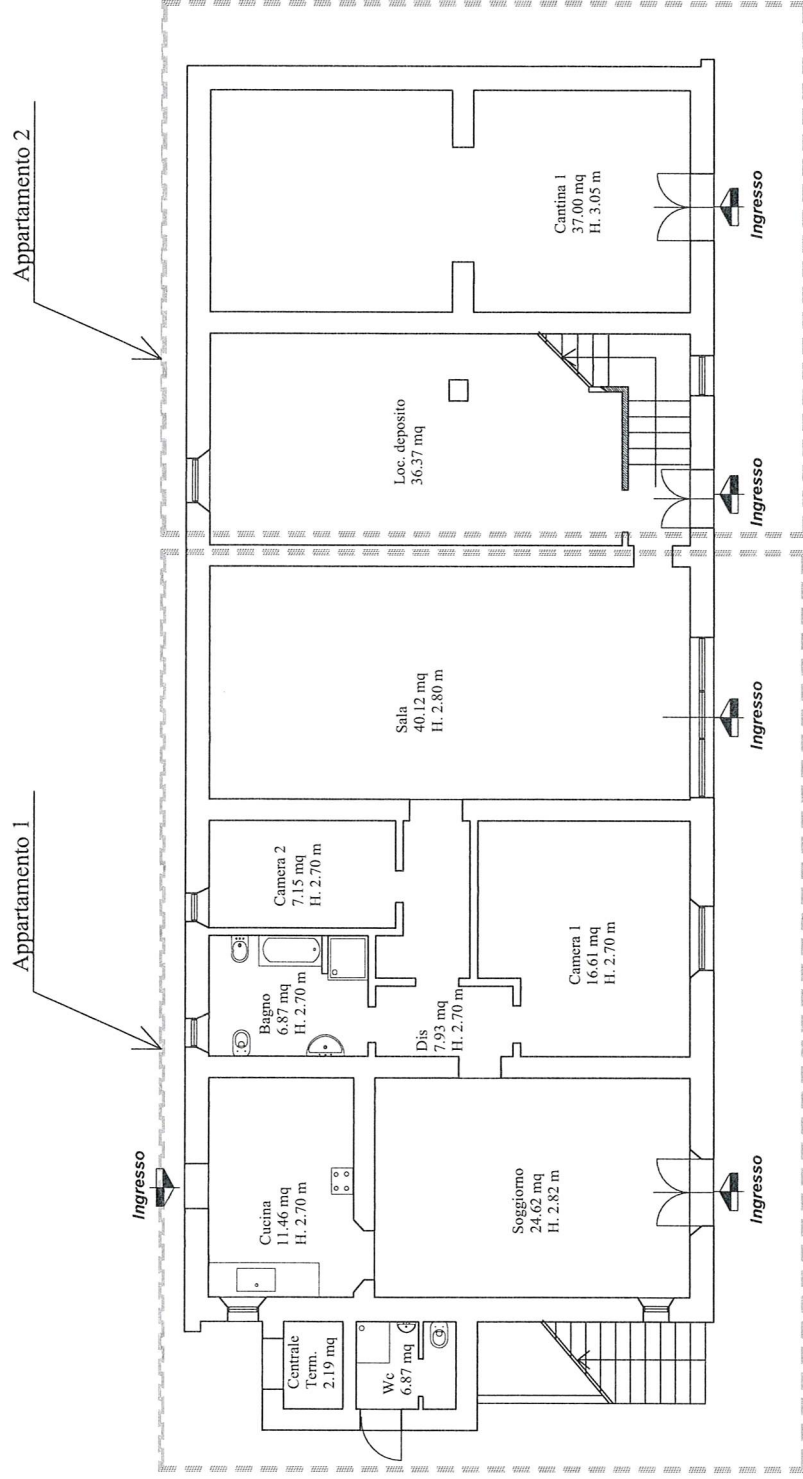 Appartamento 1
Appartamento 2
Ingresso
Cucina
11.46 mq
H. 2.70 m
Bagno
6.87 mq
H. 2.70 m
Camera 2
7.15 mq
H. 2.70 m
Sala
40.12 mq
H. 2.80 m
Loc. deposito
36.37 mq
Cantina 1
37.00 mq
H. 3.05 m
Centrale
Term.
2.19 mq
Wc
6.87 mq
Soggiorno
24.62 mq
H. 2.82 m
Dis
7.93 mq
H. 2.70 m
Camera 1
16.61 mq
H. 2.70 m
Ingresso
Ingresso
Ingresso
Ingresso